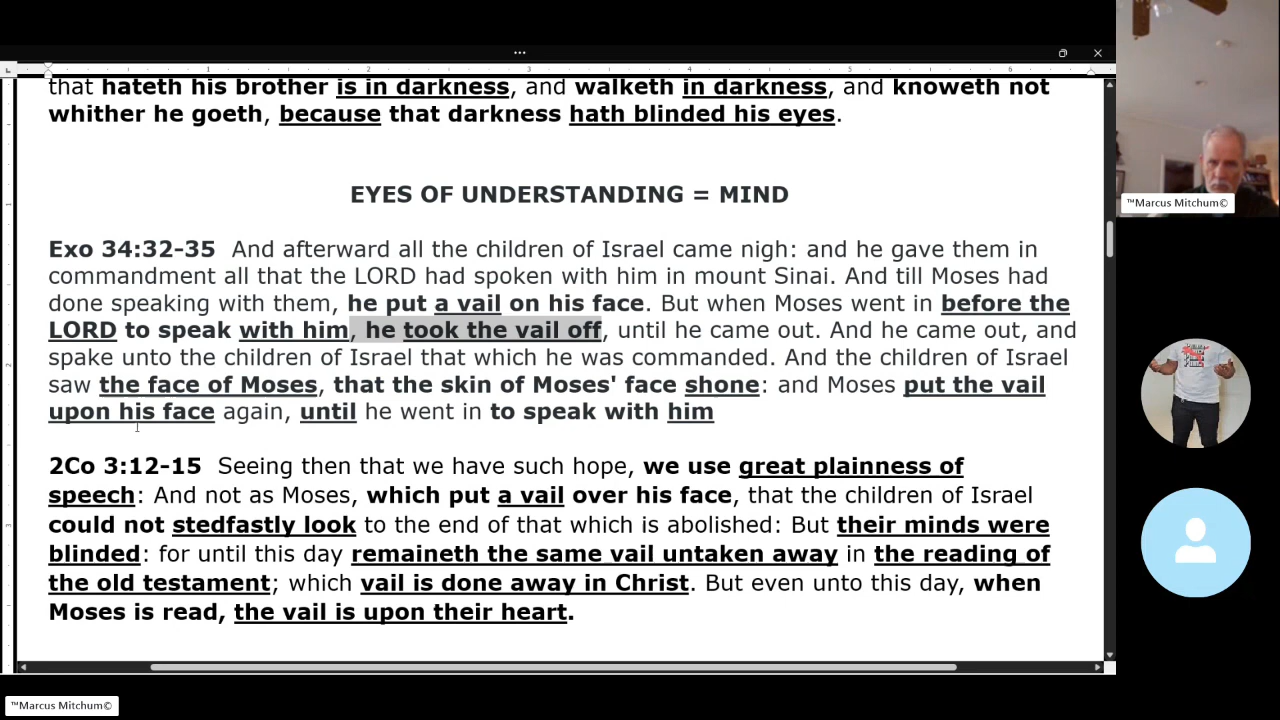 that hateth his brother is in darkness, and walketh in darkness, and knoweth not
whither he goeth, because that darkness hath blinded his eyes.
EYES OF UNDERSTANDING = MIND
Exo 34:32-35 And afterward all the children of Israel came nigh: and he gave them in
commandment all that the LORD had spoken with him in mount Sinai. And till Moses had
done speaking with them, he put a vail on his face. But when Moses went in before the
LORD to speak with him, he took the vail off, until he came out. And he came out, and
spake unto the children of Israel that which he was commanded. And the children of Israel
saw the face of Moses, that the skin of Moses' face shone: and Moses put the vail
upon his face again, until he went in to speak with him
2Co 3:12-15 Seeing then that we have such hope, we use great plainness of
speech: And not as Moses, which put a vail over his face, that the children of Israel
could not stedfastly look to the end of that which is abolished: But their minds were
blinded: for until this day remaineth the same vail untaken away in the reading of
the old testament; which vail is done away in Christ. But even unto this day, when
Moses is read, the vail is upon their heart.
™Marcus Mitchum©
™Marcus Mitchum©